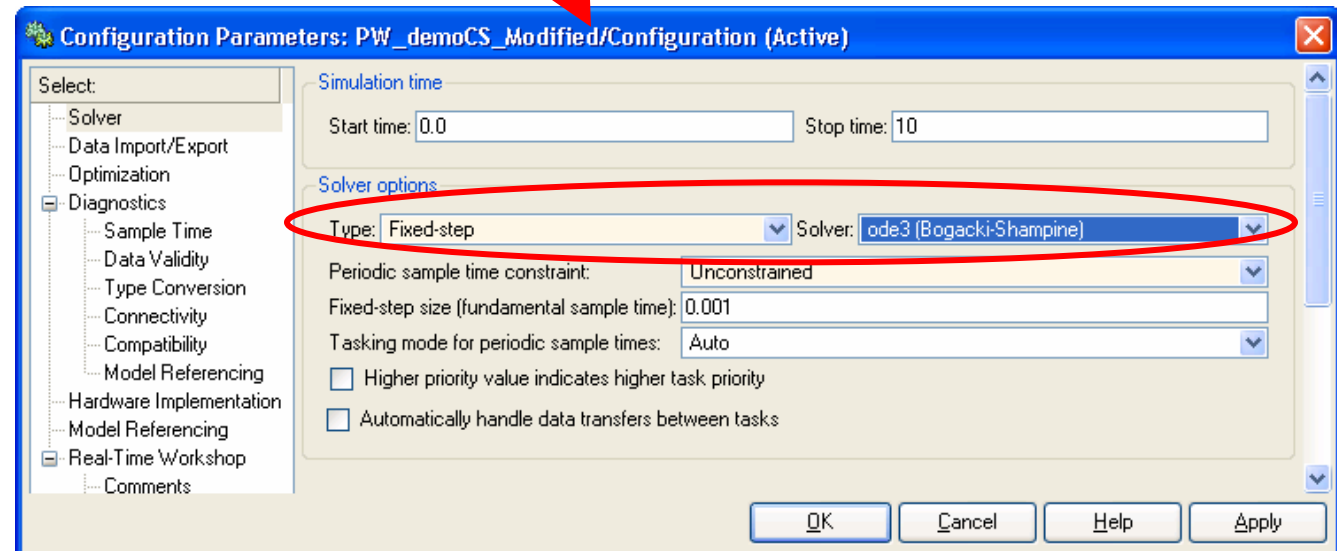 Configuration Parameters: PW_demoCS_Modified/Configuration (Active)
Select:
Solver
Data Import/Export
Optimization
Diagnostics
Sample Time
Data Validity
Type Conversion
Connectivity
Compatibility
Model Referencing
Hardware Implementation
Model Referencing
Real-Time Workshop
Comments
Simulation time
Start time: 0.0 Stop time: 10
Solver options
Type: Fixed-step Solver: ode3 (Bogacki-Shampine)
Periodic sample time constraint: Unconstrained
Fixed-step size (fundamental sample time): 0.001
Tasking mode for periodic sample times: Auto
Higher priority value indicates higher task priority
Automatically handle data transfers between tasks
OK Cancel Help Apply